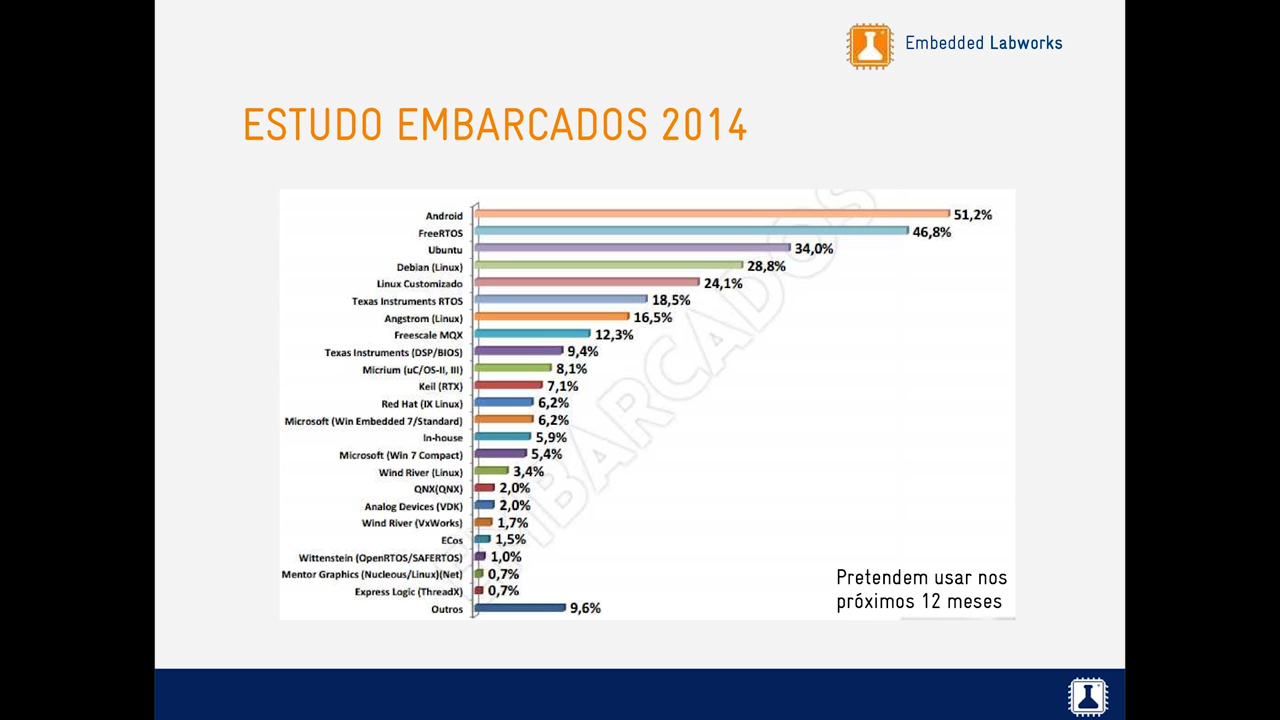 Embedded Labworks
ESTUDO EMBARCADOS 2014
Android 51,2%
FreeRTOS 46,8%
Ubuntu 34,0%
Debian (Linux) 28,8%
Linux Customizado 24,1%
Texas Instruments RTOS 18,5%
Angstrom (Linux) 16,5%
Freescale MQX 12,3%
Texas Instruments (DSP/BIOS) 9,4%
Micrium (uC/OS-II, III) 8,1%
Keil (RTX) 7,1%
Red Hat (IX Linux) 6,2%
Microsoft (Win Embedded 7/Standard) 6,2%
In-house 5,9%
Microsoft (Win 7 Compact) 5,4%
Wind River (Linux) 3,4%
QNX(QNX) 2,0%
Analog Devices (VDK) 2,0%
Wind River (VxWorks) 1,7%
ECos 1,5%
Wittenstein (OpenRTOS/SAFERTOS) 1,0%
Mentor Graphics (Nucleous/Linux)(Net) 0,7%
Express Logic (ThreadX) 0,7%
Outros 9,6%
EMBARCADOS
Pretendem usar nos
próximos 12 meses